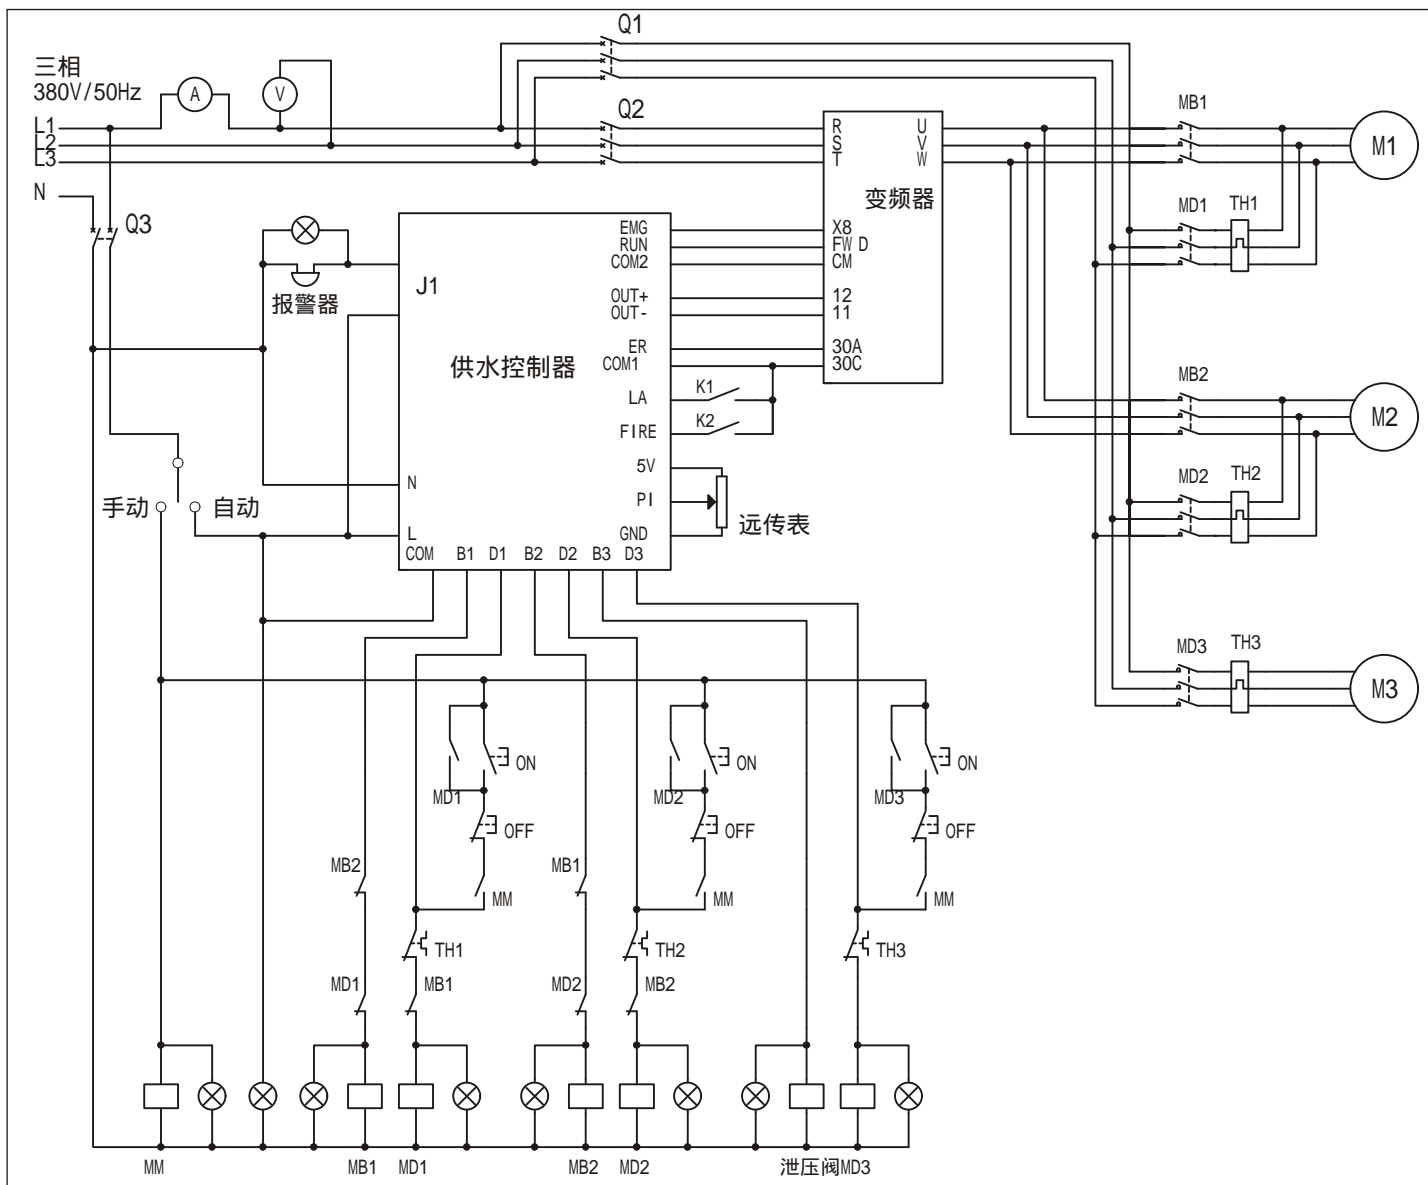 Q1
三相
380V/50Hz
A
V
Q2
MB1
L1
L2
L3
R
S
T
U
V
W
M1
N
Q3
变频器
MD1
TH1
J1
报警器
供水控制器
EMG
RUN
COM2
OUT+
OUT-
ER
COM1
LA
FIRE
5V
PI
GND
X8
FW D
CM
12
11
30A
30C
K1
K2
MB2
M2
MD2
TH2
远传表
手动
自动
N
L
COM
B1
D1
B2
D2
B3
D3
MD3
TH3
M3
ON
ON
ON
MD1
MD2
MD3
OFF
OFF
OFF
MB2
MB1
MM
MM
MM
TH1
TH2
TH3
MD1
MB1
MD2
MB2
MM
MB1
MD1
MB2
MD2
泄压阀
MD3